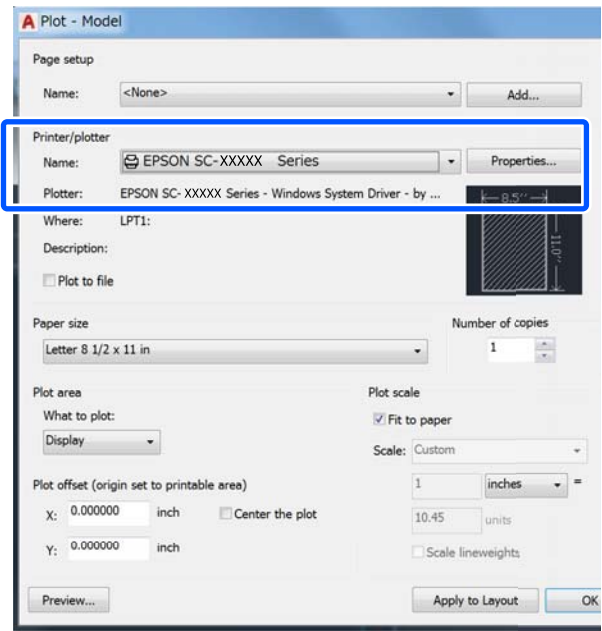 A Plot - Model
Page setup
Name: <None> Add...
Printer/plotter
Name: EPSON SC-XXXXX Series Properties...
Plotter: EPSON SC- XXXXX Series - Windows System Driver - by ...
Where: LPT1:
Description:
8.5''
11.0''
Plot to file
Paper size
Letter 8 1/2 x 11 in
Number of copies
1
Plot area
What to plot:
Display
Plot scale
Fit to paper
Scale: Custom
1 inches =
10.45 units
Scale lineweights
Plot offset (origin set to printable area)
X: 0.000000 inch Center the plot
Y: 0.000000 inch
Preview... Apply to Layout OK